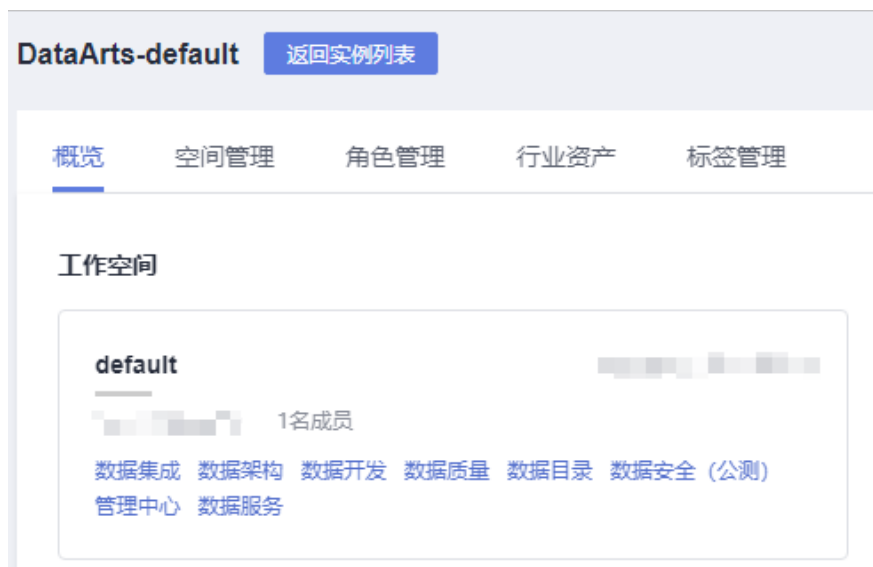 DataArts-default 返回实例列表
概览 空间管理 角色管理 行业资产 标签管理
工作空间
default
1名成员
数据集成 数据架构 数据开发 数据质量 数据目录 数据安全（公测）
管理中心 数据服务